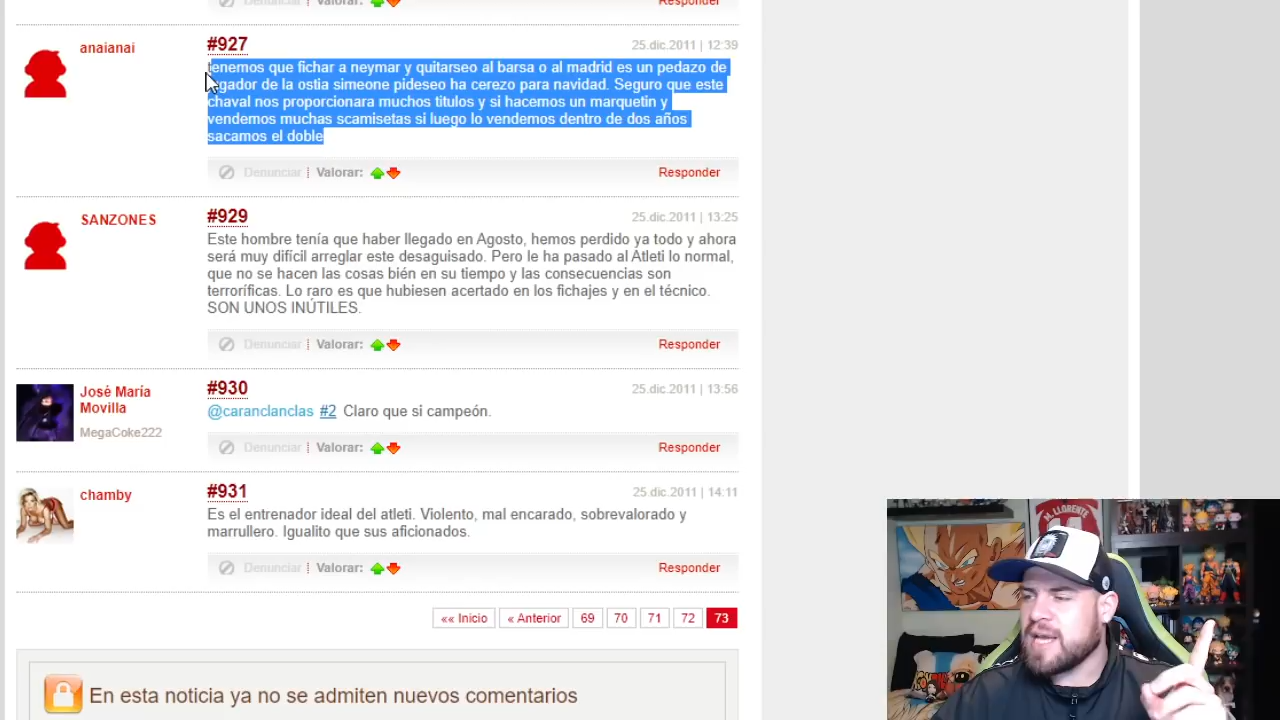 Denunciar Valorar: Responder
anaianai
#927
25.dic.2011 | 12:39
tenemos que fichar a neymar y quitarseo al barsa o al madrid es un pedazo de
jugador de la ostia simeone pideseo ha cerezo para navidad. Seguro que este
chaval nos proporcionara muchos titulos y si hacemos un marquetin y
vendemos muchas scamisetas si luego lo vendemos dentro de dos años
sacamos el doble
Denunciar Valorar: Responder
SANZONES
#929
25.dic.2011 | 13:25
Este hombre tenía que haber llegado en Agosto, hemos perdido ya todo y ahora
será muy difícil arreglar este desaguisado. Pero le ha pasado al Atleti lo normal,
que no se hacen las cosas bién en su tiempo y las consecuencias son
terroríficas. Lo raro es que hubiesen acertado en los fichajes y en el técnico.
SON UNOS INÚTILES.
Denunciar Valorar: Responder
José María
Movilla
MegaCoke222
#930
25.dic.2011 | 13:56
@caranclanclas #2 Claro que si campeón.
Denunciar Valorar: Responder
chamby
#931
25.dic.2011 | 14:11
Es el entrenador ideal del atleti. Violento, mal encarado, sobrevalorado y
marrullero. Igualito que sus aficionados.
Denunciar Valorar: Responder
«« Inicio « Anterior 69 70 71 72 73
En esta noticia ya no se admiten nuevos comentarios
M. LLORENTE